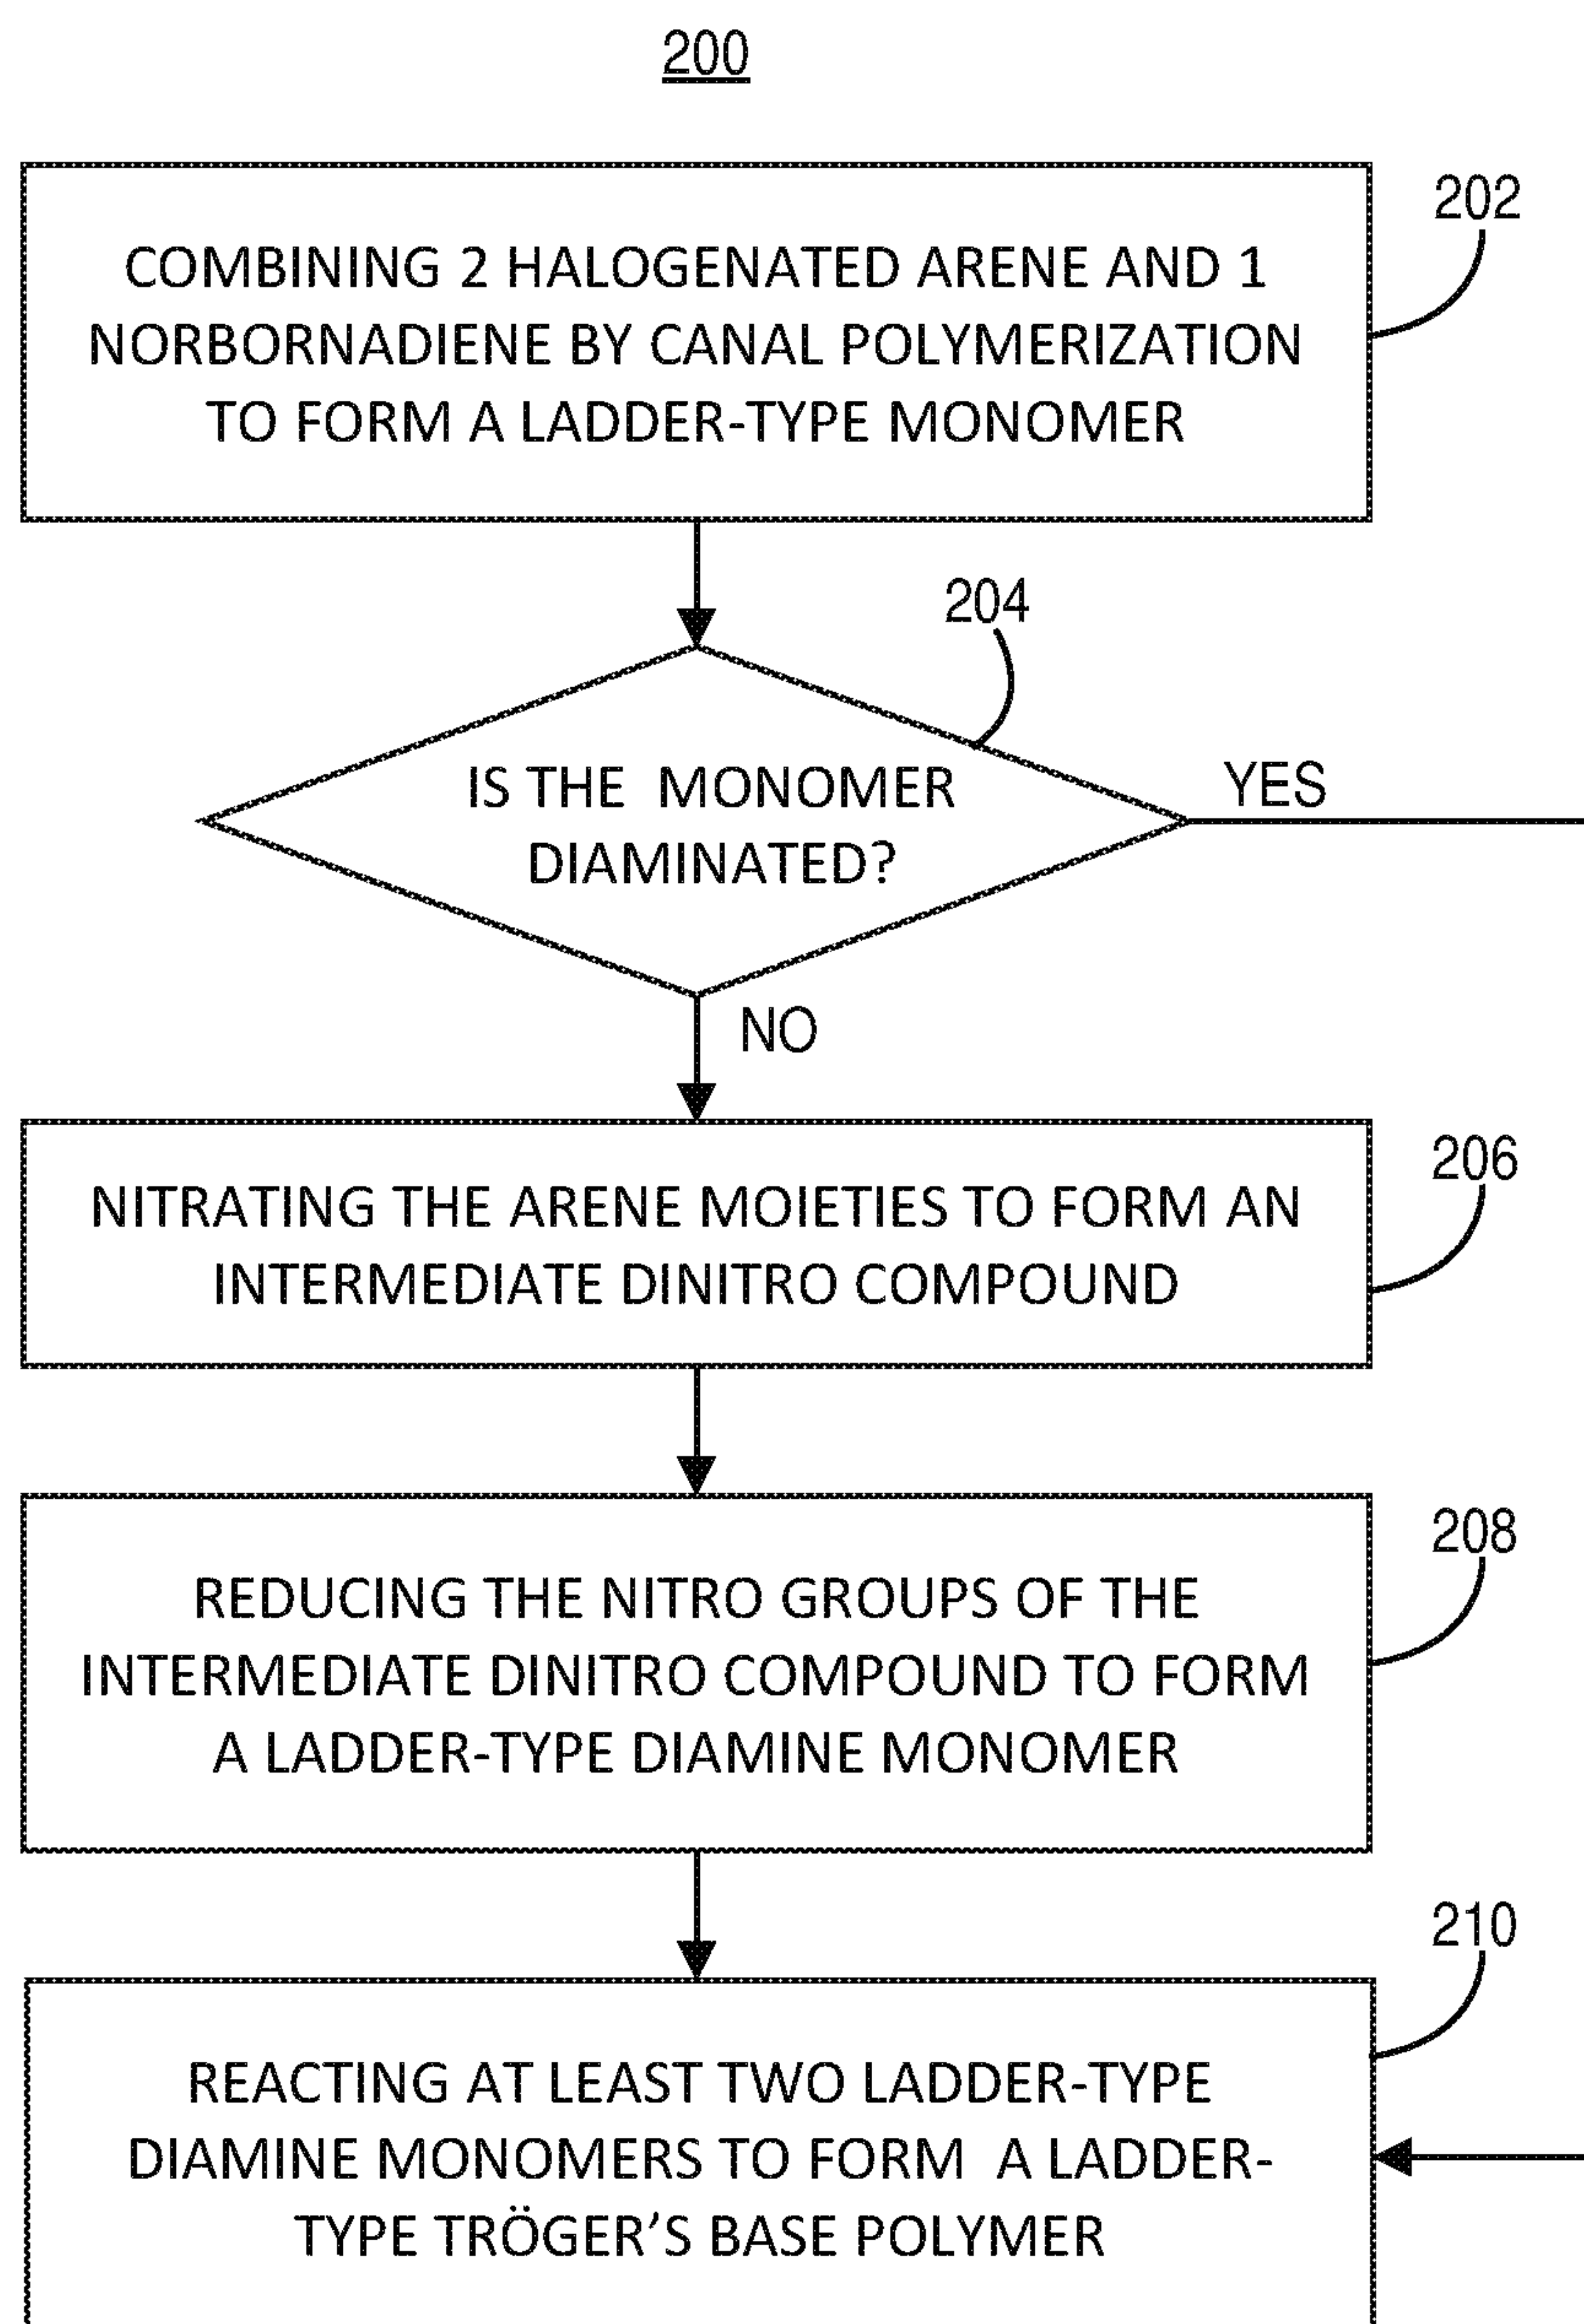 200
202
COMBINING 2 HALOGENATED ARENE AND 1
NORBORNADIENE BY CANAL POLYMERIZATION
TO FORM A LADDER-TYPE MONOMER
204
IS THE MONOMER
DIAMINATED?
YES
NO
206
NITRATING THE ARENE MOIETIES TO FORM AN
INTERMEDIATE DINITRO COMPOUND
208
REDUCING THE NITRO GROUPS OF THE
INTERMEDIATE DINITRO COMPOUND TO FORM
A LADDER-TYPE DIAMINE MONOMER
210
REACTING AT LEAST TWO LADDER-TYPE
DIAMINE MONOMERS TO FORM A LADDER-
TYPE TRÖGER’S BASE POLYMER